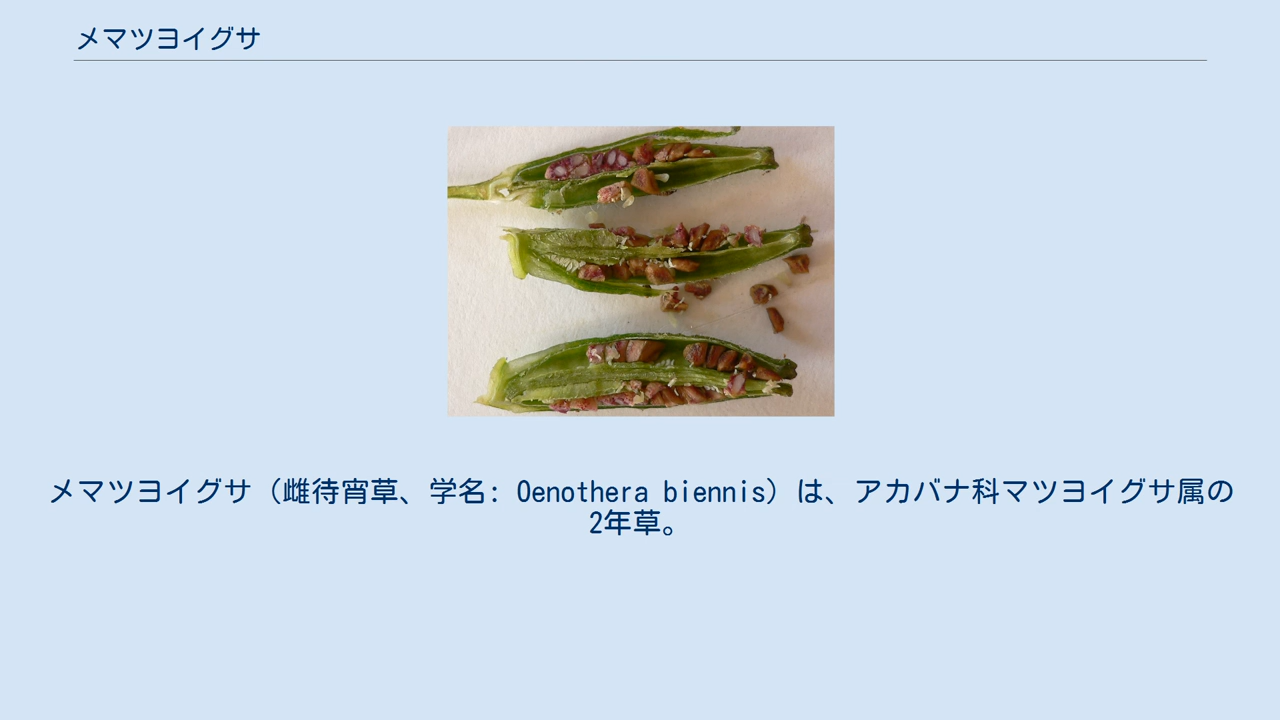 メマツヨイグサ
メマツヨイグサ（雌待宵草、学名: Oenothera biennis）は、アカバナ科マツヨイグサ属の
2年草。